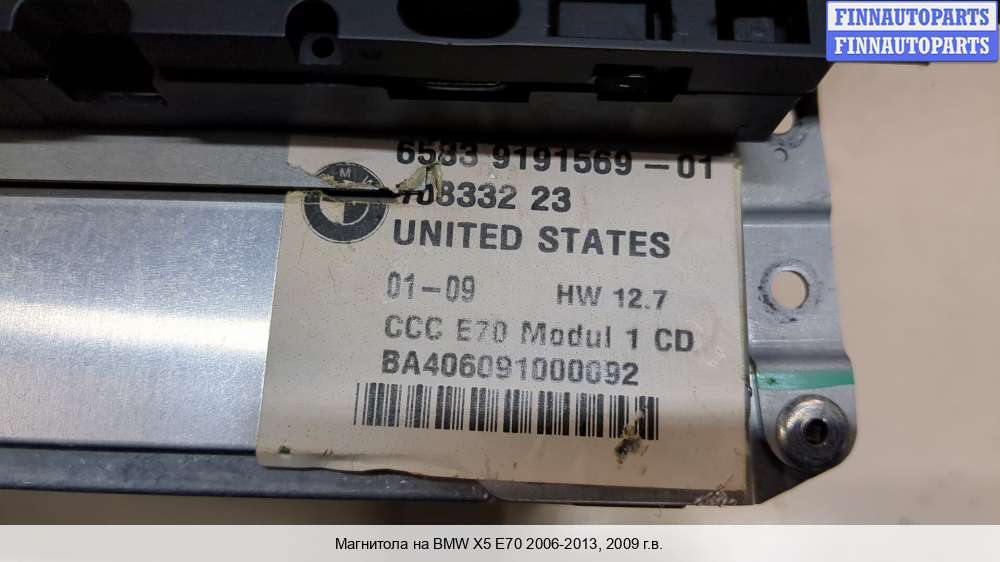 FINNAUTOPARTS
FINNAUTOPARTS
6583 9191569-01
708332 23
UNITED STATES
01-09 HW 12.7
CCC E70 Modul 1 CD
BA406091000092
Магнитола на BMW X5 E70 2006-2013, 2009 г.в.